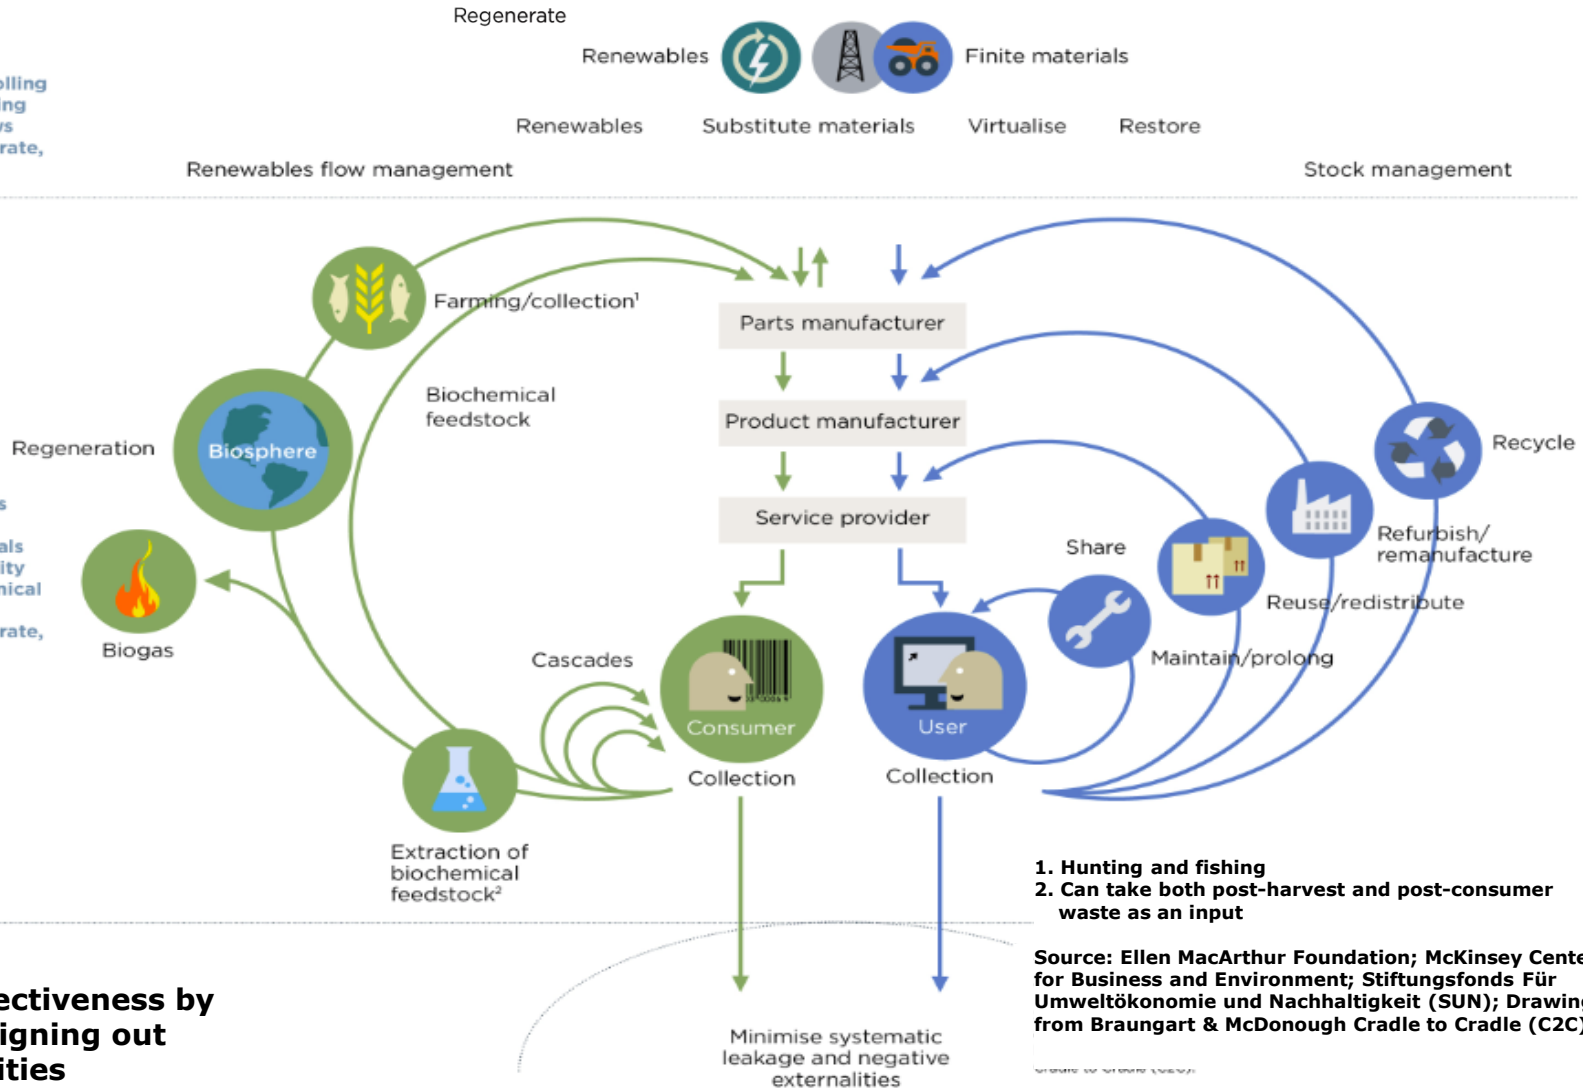 Regenerate
Renewables
Finite materials
Renewables
Substitute materials
Virtualise
Restore
Renewables flow management
Stock management
Farming/collection¹
Parts manufacturer
Biochemical
feedstock
Product manufacturer
Regeneration
Biosphere
Recycle
Service provider
Share
Refurbish/
remanufacture
Reuse/redistribute
Biogas
Cascades
Maintain/prolong
Consumer
User
Collection
Collection
Extraction of
biochemical
feedstock²
1. Hunting and fishing
2. Can take both post-harvest and post-consumer
waste as an input
Source: Ellen MacArthur Foundation; McKinsey Cente
for Business and Environment; Stiftungsfonds Für
Umweltökonomie und Nachhaltigkeit (SUN); Drawing
from Braungart & McDonough Cradle to Cradle (C2C)
Minimise systematic
leakage and negative
externalities
ectiveness by
igning out
ities